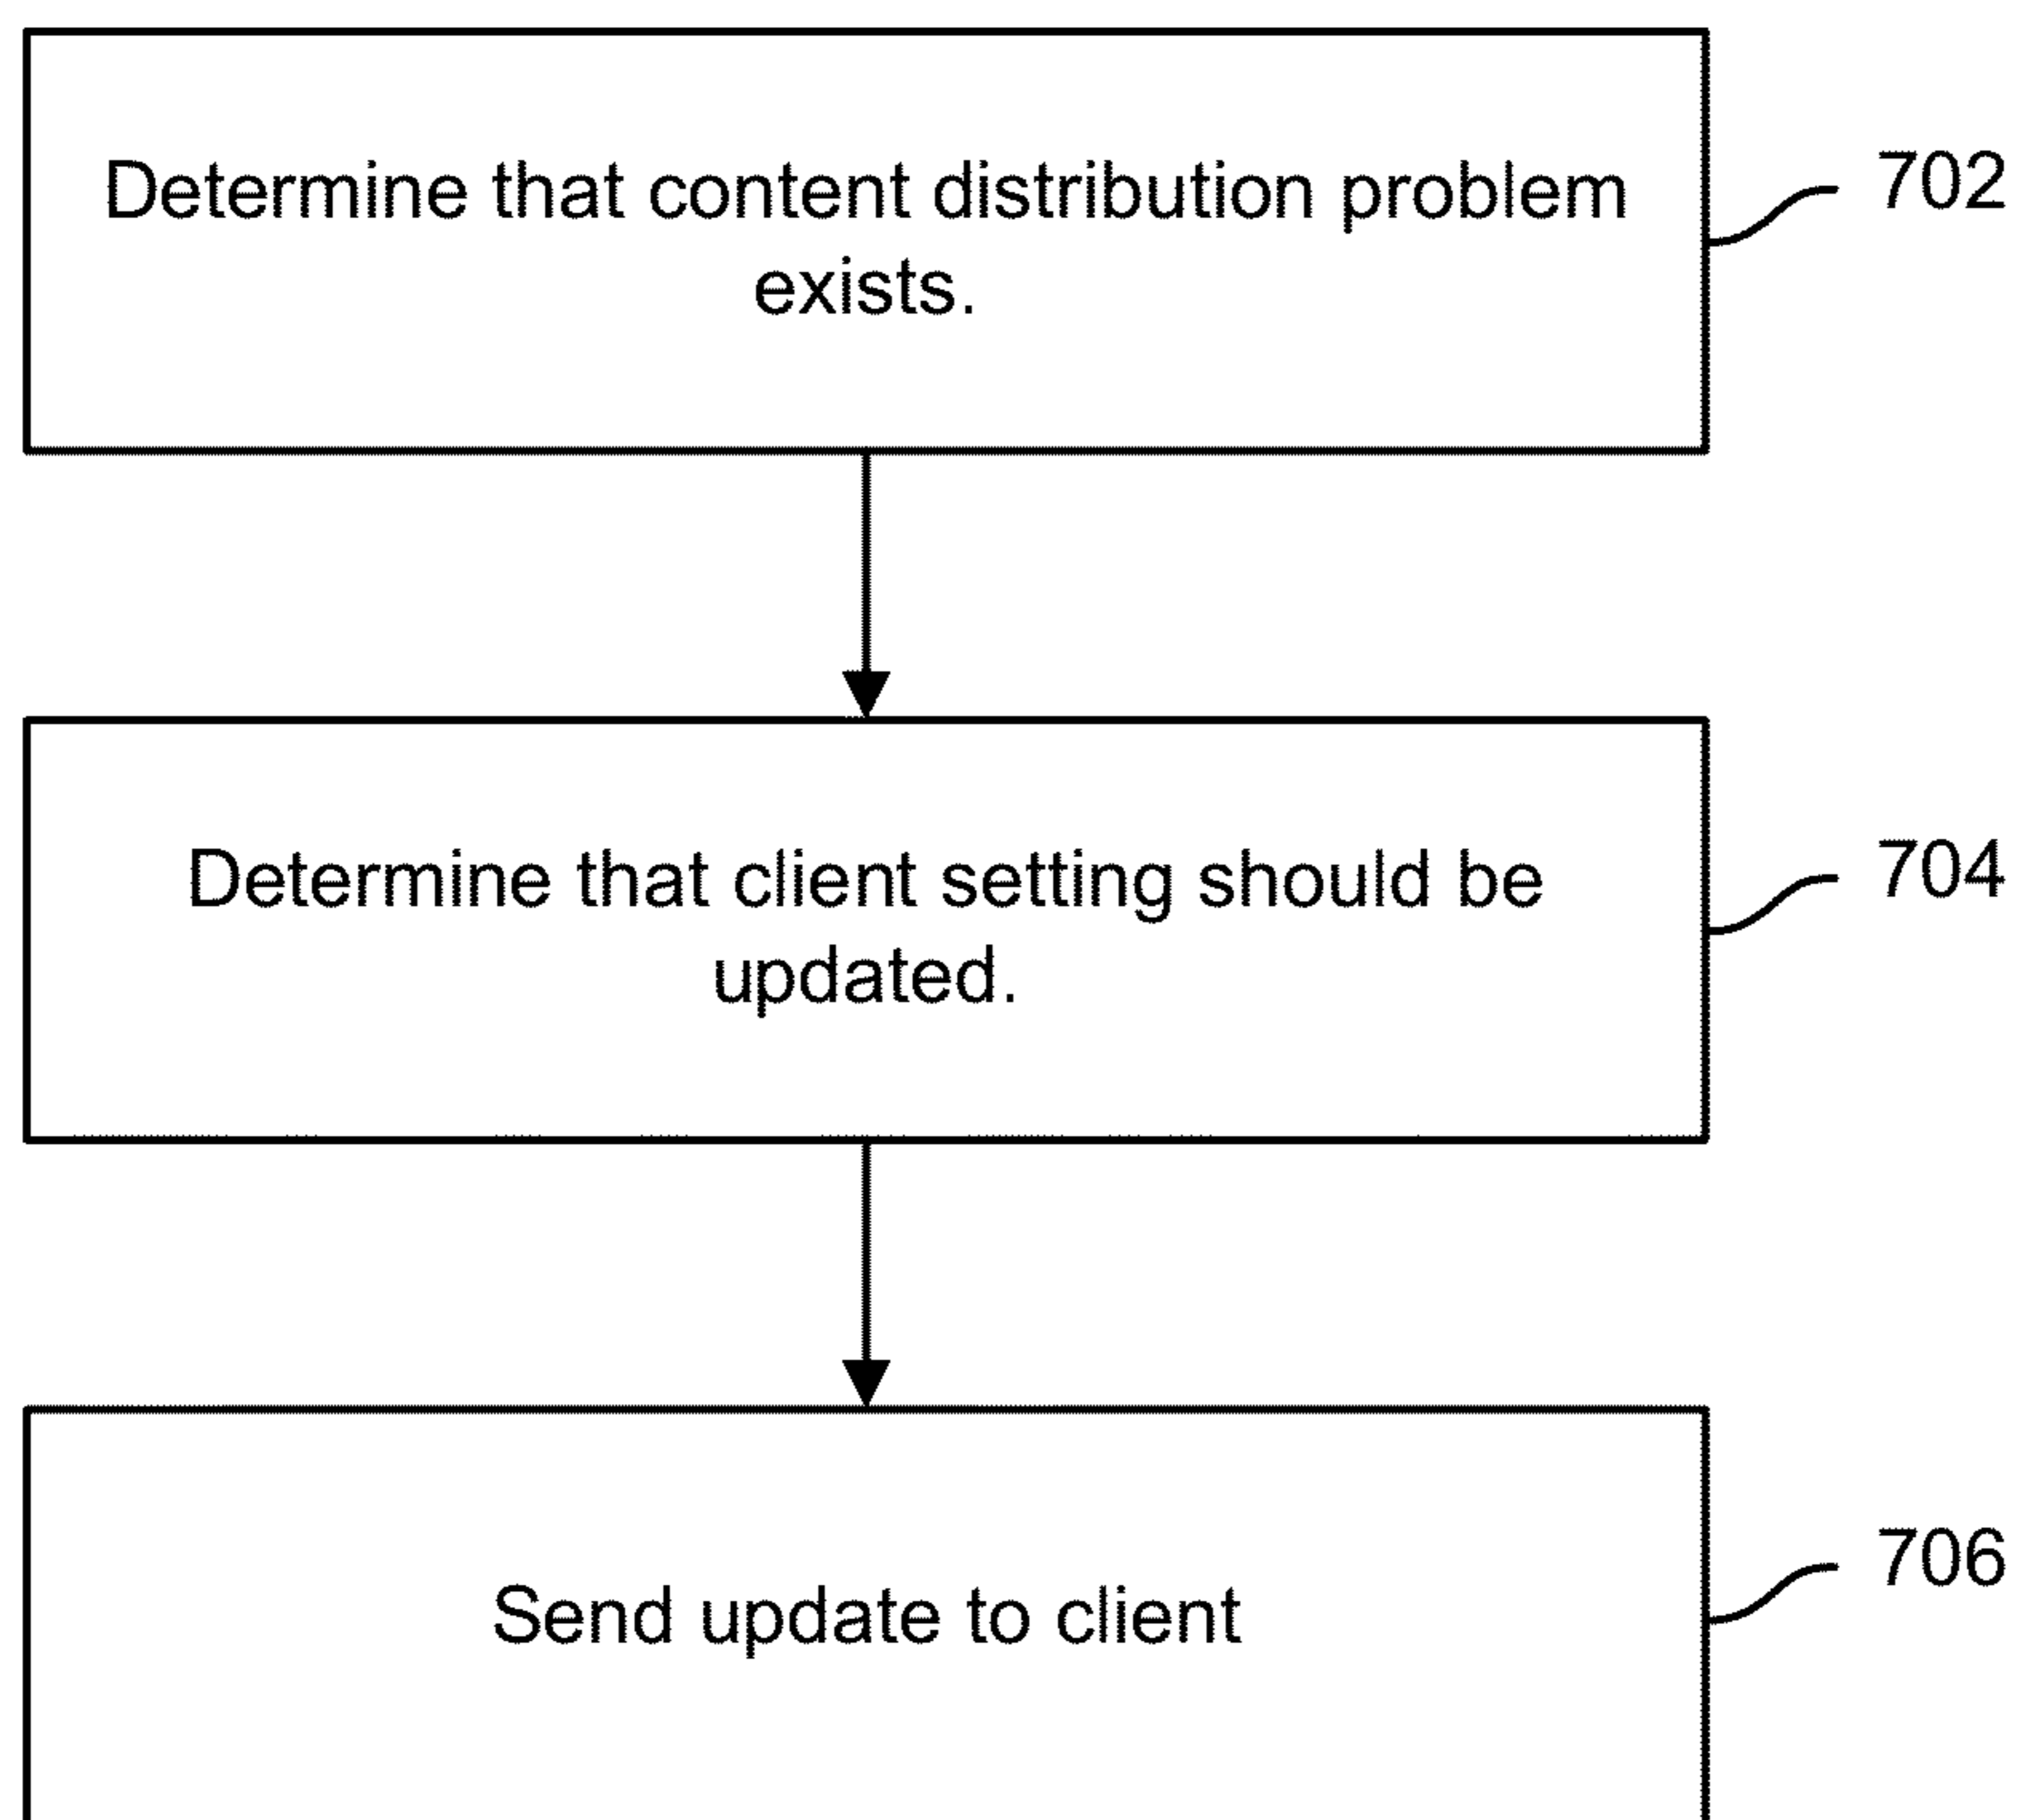 Determine that content distribution problem
exists.
702
Determine that client setting should be
updated.
704
Send update to client
706